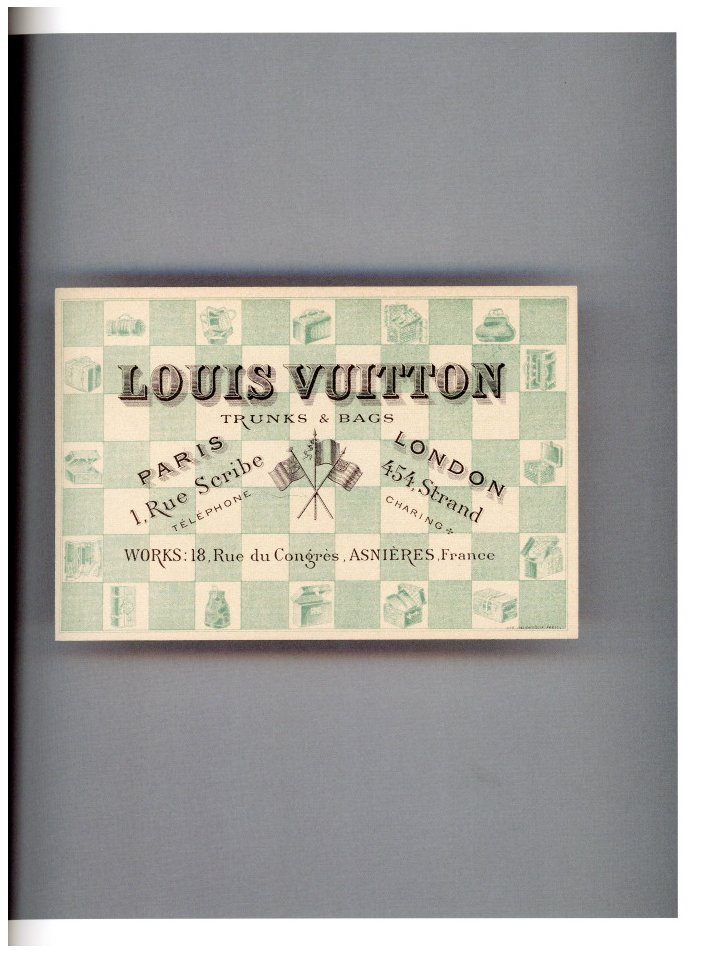 LOUIS VUITTON
TRUNKS & BAGS
PARIS
1, Rue Scribe
TÉLÉPHONE
LONDON
454, Strand
CHARING +
WORKS: 18, Rue du Congrès, ASNIÈRES, France